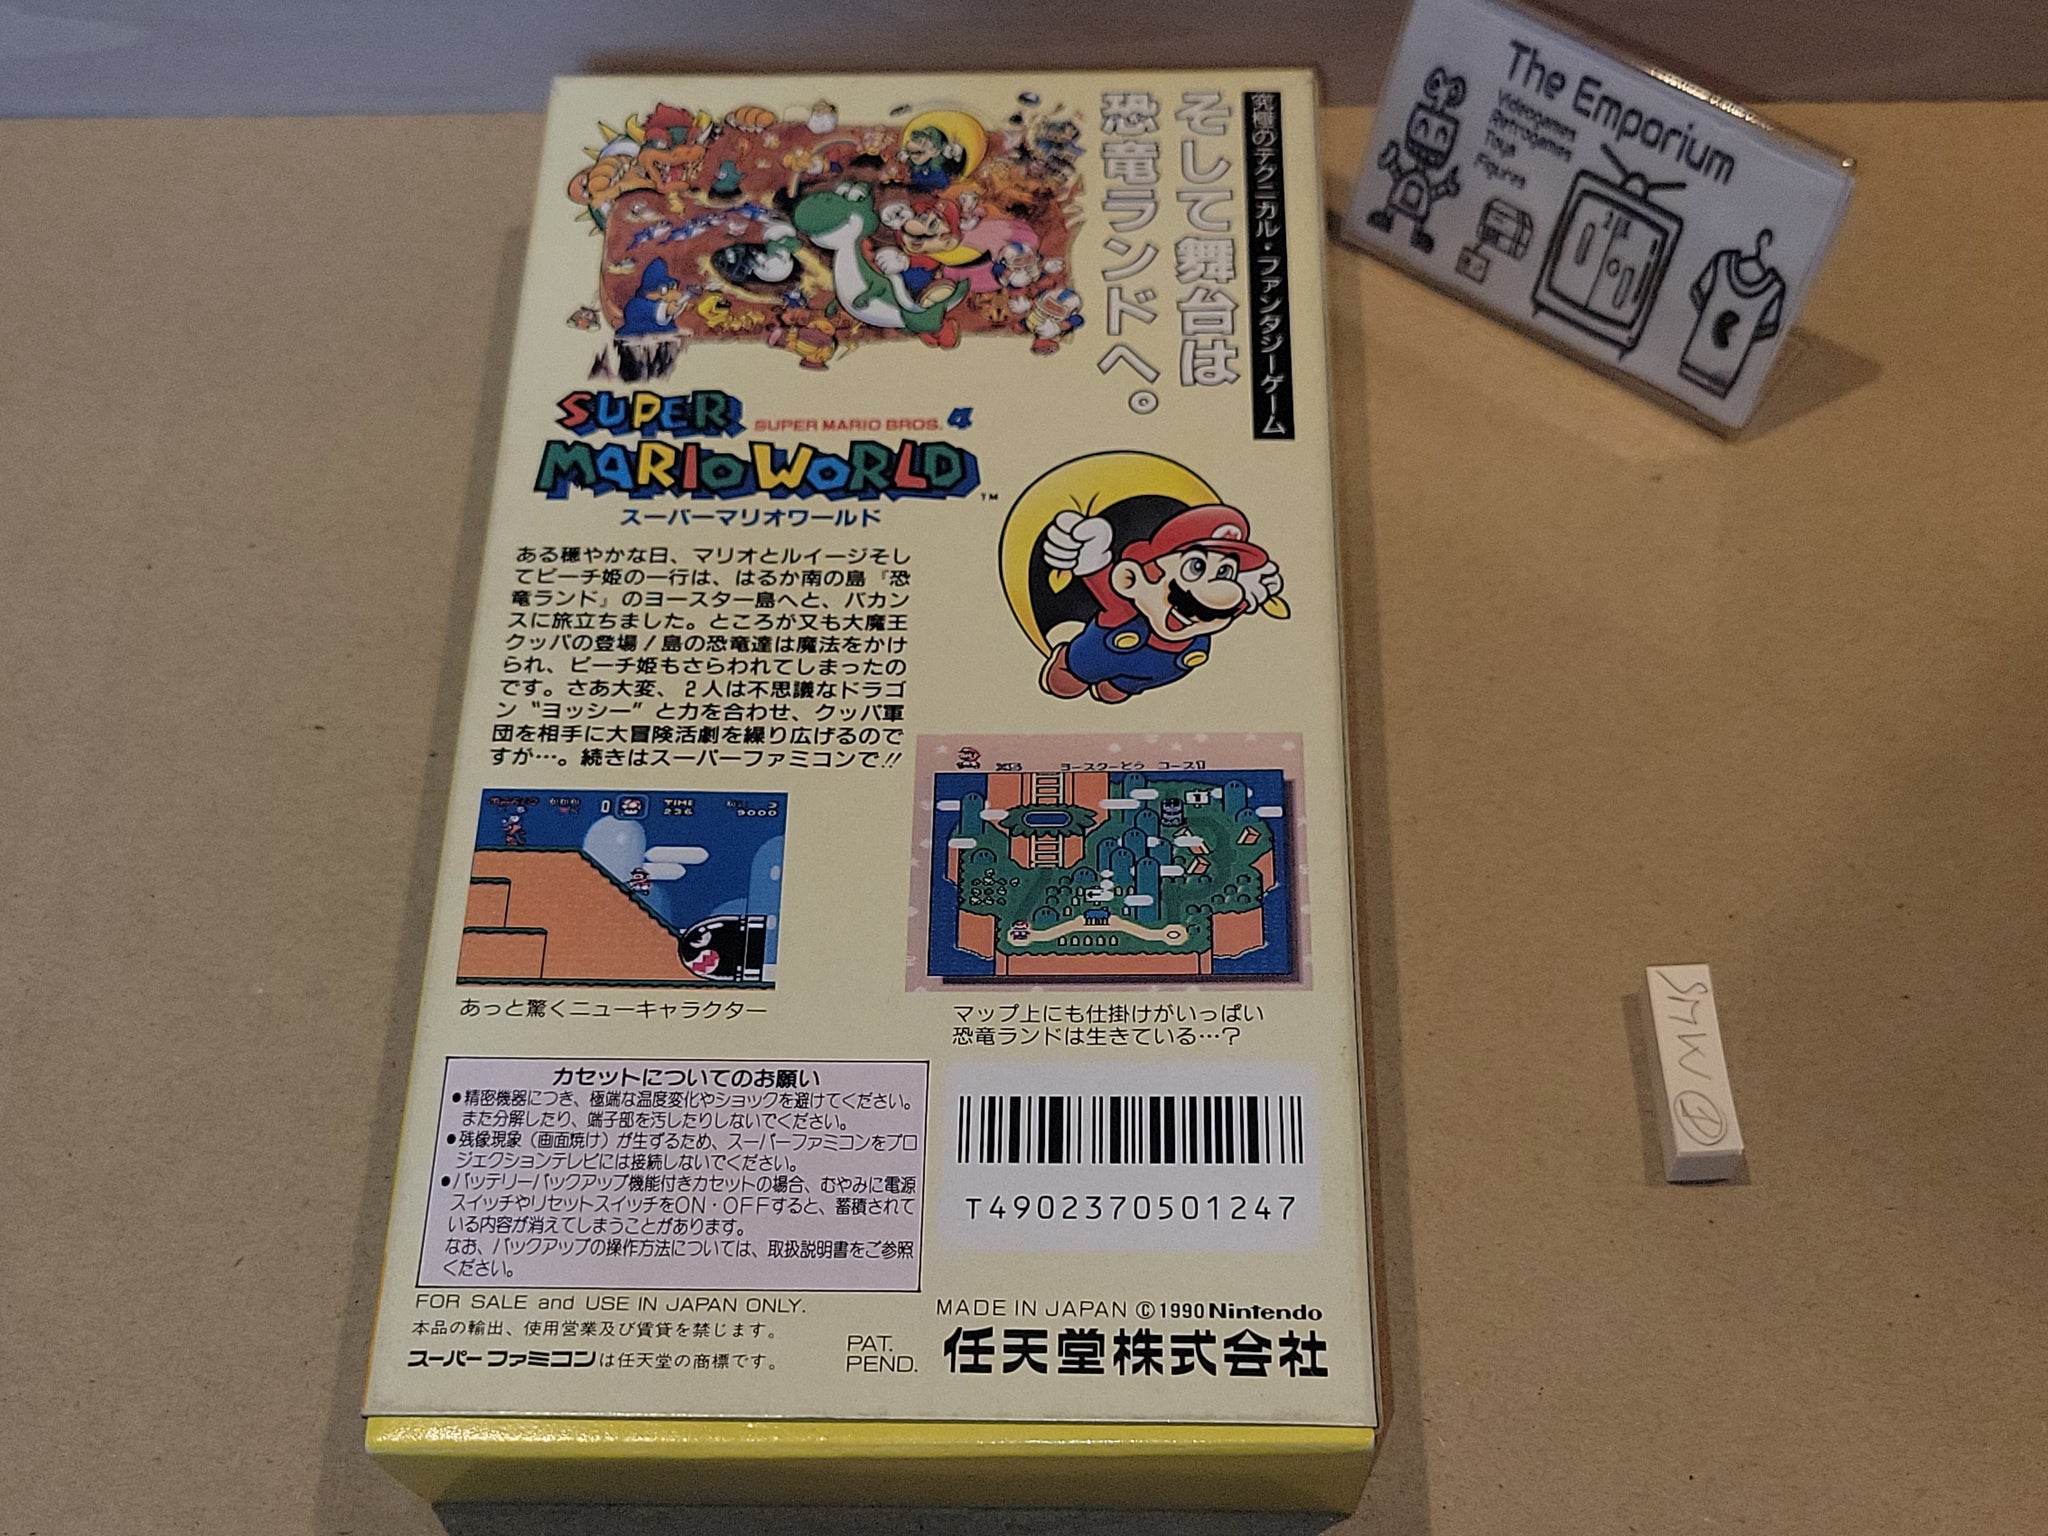 The Emporium
Videogames
Retrogames
Toys
Figures
究極のテクニカル・ファンタジーゲーム
そして舞台は
恐竜ランドへ。
SUPER
SUPER MARIO BROS. 4
MARIO WORLD™
スーパーマリオワールド
ある穏やかな日、マリオとルイージそし
てピーチ姫の一行は、はるか南の島『恐
竜ランド』のヨースター島へと、バカン
スに旅立ちました。ところが又も大魔王
クッパの登場！島の恐竜達は魔法をかけ
られ、ピーチ姫もさらわれてしまったの
です。さあ大変、2人は不思議なドラゴ
ン“ヨッシー”と力を合わせ、クッパ軍
団を相手に大冒険活劇を繰り広げるので
すが…。続きはスーパーファミコンで!!
TIME
236
9000
あっと驚くニューキャラクター
ヨースターとう コース1
マップ上にも仕掛けがいっぱい
恐竜ランドは生きている…?
カセットについてのお願い
●精密機器につき、極端な温度変化やショックを避けてください。
また分解したり、端子部を汚したりしないでください。
●残像現象（画面焼け）が生ずるため、スーパーファミコンをプロ
ジェクションテレビには接続しないでください。
●バッテリーバックアップ機能付きカセットの場合、むやみに電源
スイッチやリセットスイッチをON・OFFすると、蓄積されて
いる内容が消えてしまうことがあります。
なお、バックアップの操作方法については、取扱説明書をご参照
ください。
T4902370501247
FOR SALE and USE IN JAPAN ONLY.
本品の輸出、使用営業及び賃貸を禁じます。
スーパーファミコンは任天堂の商標です。
PAT.
PEND.
MADE IN JAPAN ©1990 Nintendo
任天堂株式会社
SMW ①